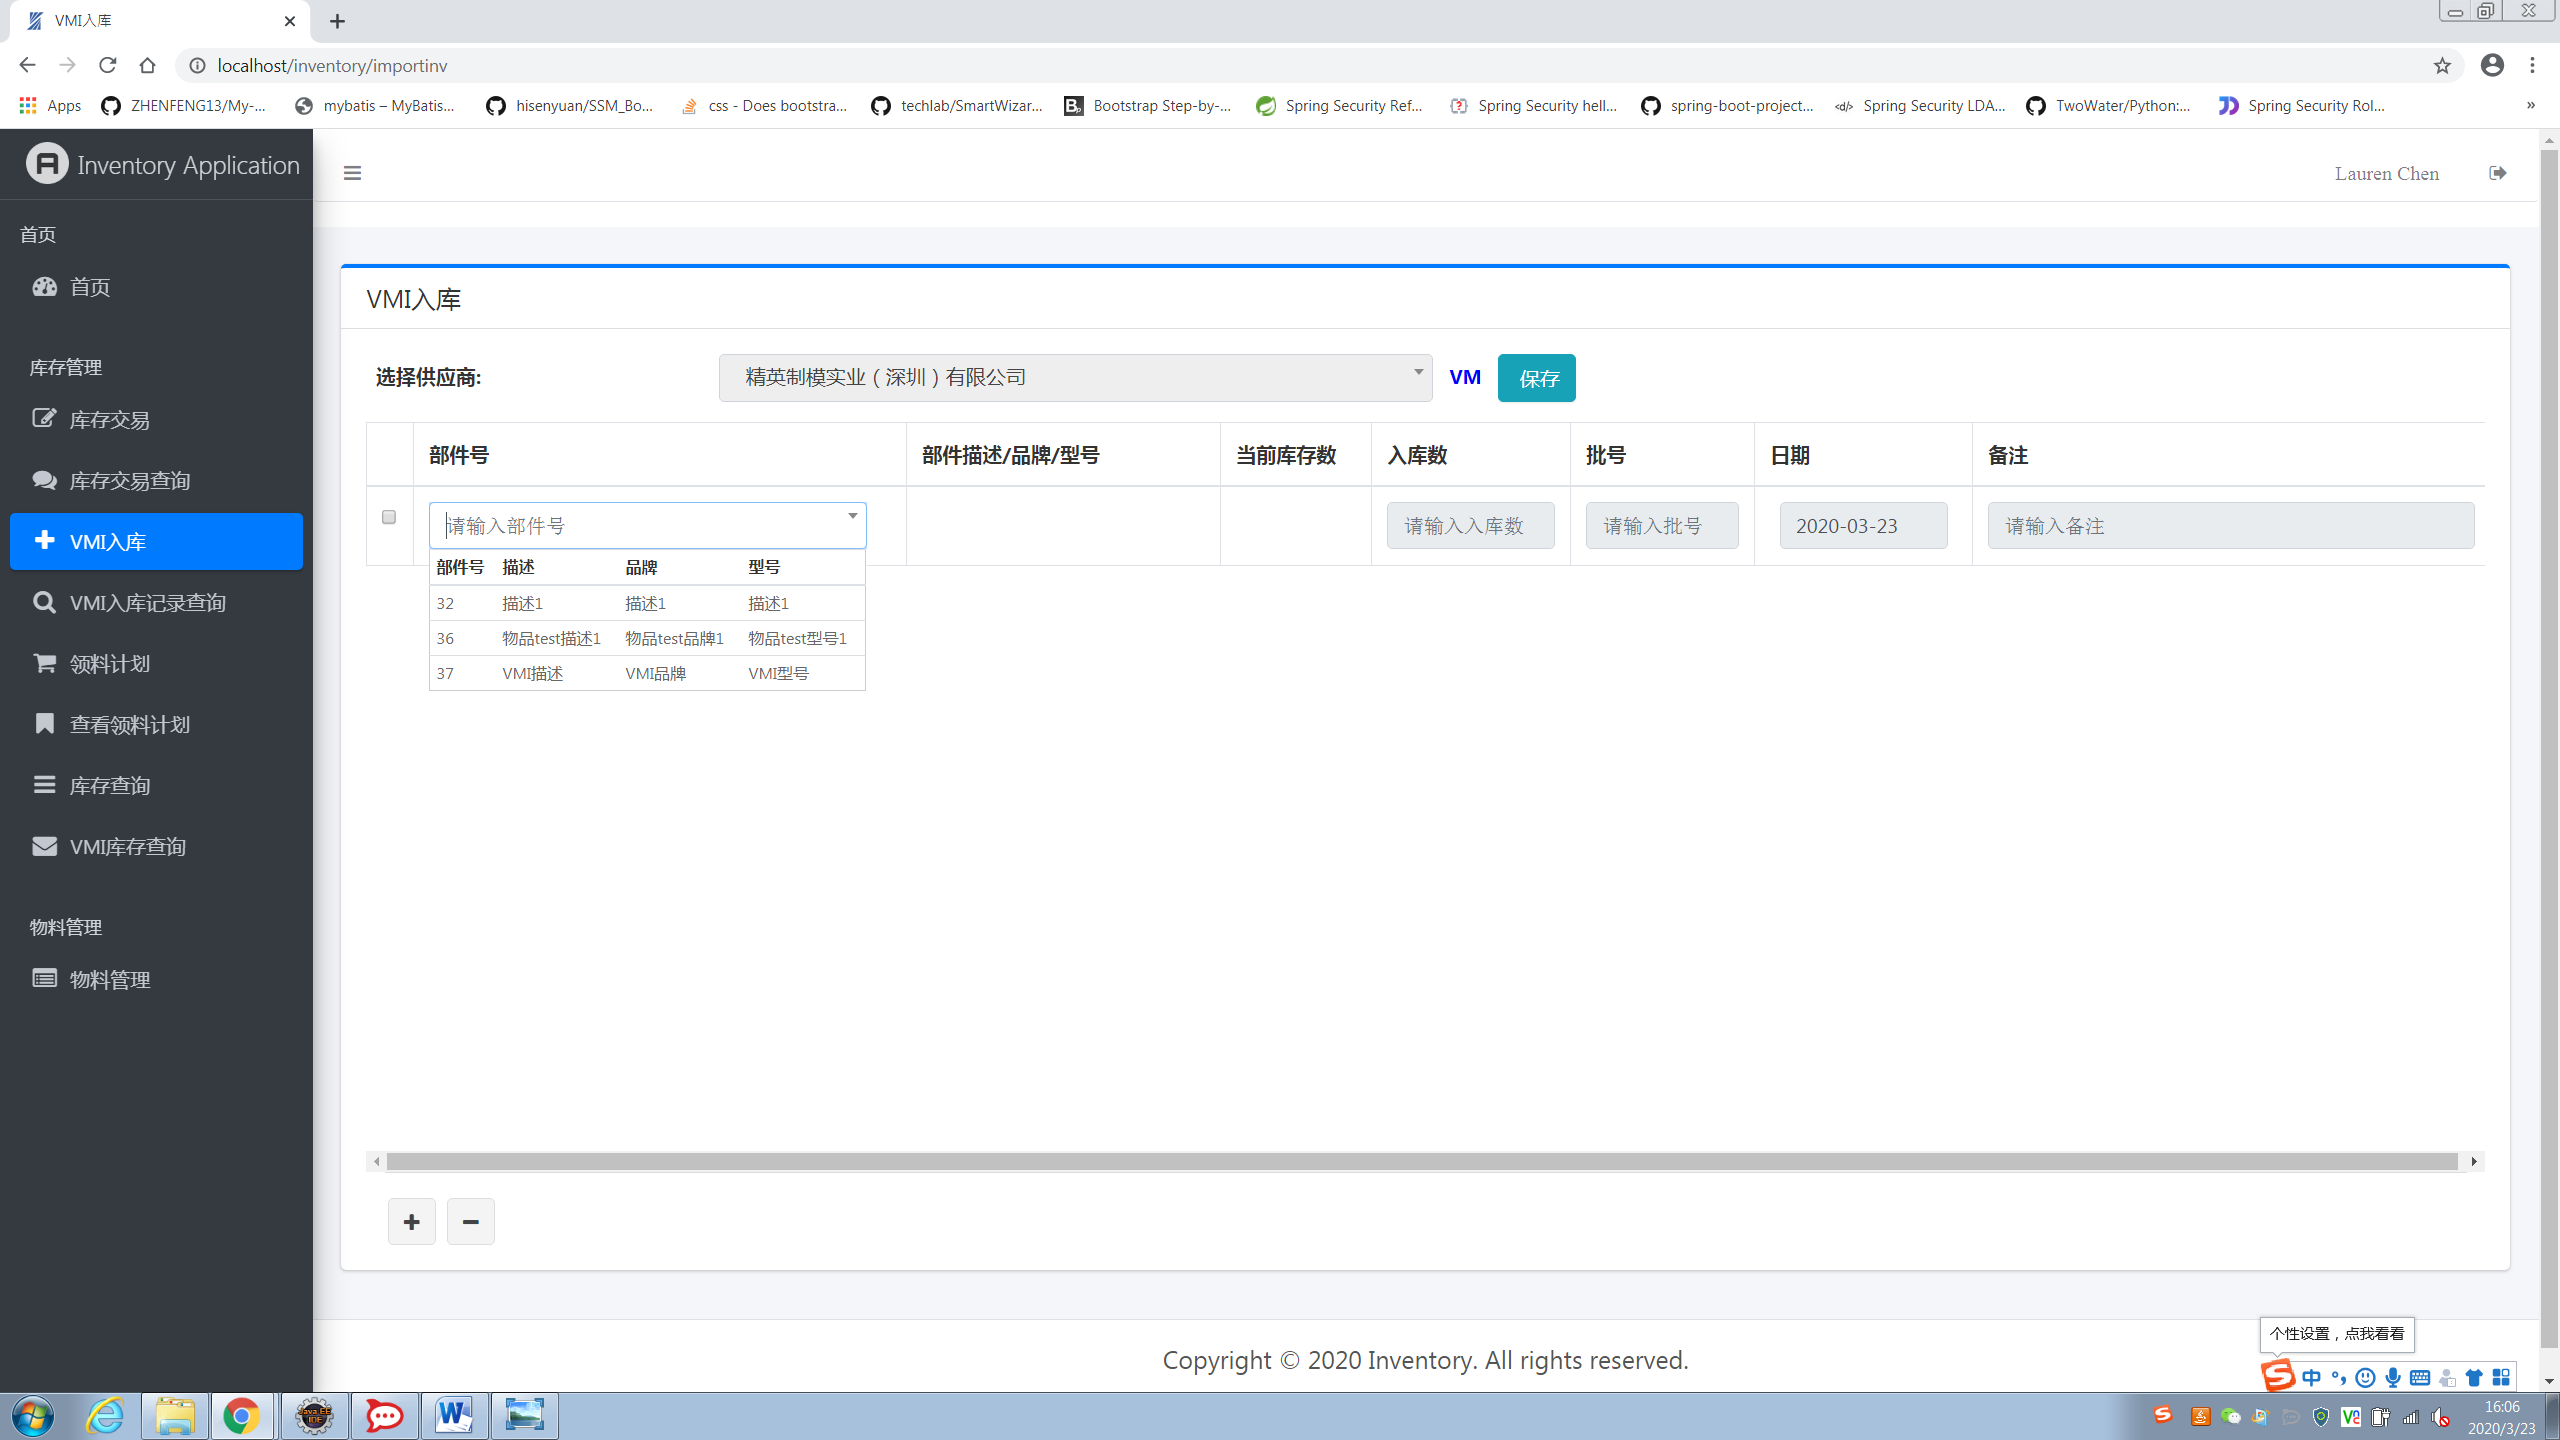 VMI入库
localhost/inventory/importinv
Apps ZHENFENG13/My-... mybatis – MyBatis... hisenyuan/SSM_Bo... css - Does bootstra... techlab/SmartWizar... Bootstrap Step-by-... Spring Security Ref... Spring Security hell... spring-boot-project... Spring Security LDA... TwoWater/Python:... Spring Security Rol... »
Inventory Application
Lauren Chen
首页
首页
库存管理
库存交易
库存交易查询
VMI入库
VMI入库记录查询
领料计划
查看领料计划
库存查询
VMI库存查询
物料管理
物料管理
VMI入库
选择供应商: 精英制模实业（深圳）有限公司 VM 保存
部件号 部件描述/品牌/型号 当前库存数 入库数 批号 日期 备注
请输入部件号 请输入入库数 请输入批号 2020-03-23 请输入备注
部件号 描述 品牌 型号
32 描述1 描述1 描述1
36 物品test描述1 物品test品牌1 物品test型号1
37 VMI描述 VMI品牌 VMI型号
Copyright © 2020 Inventory. All rights reserved.
个性设置，点我看看
中
16:06
2020/3/23